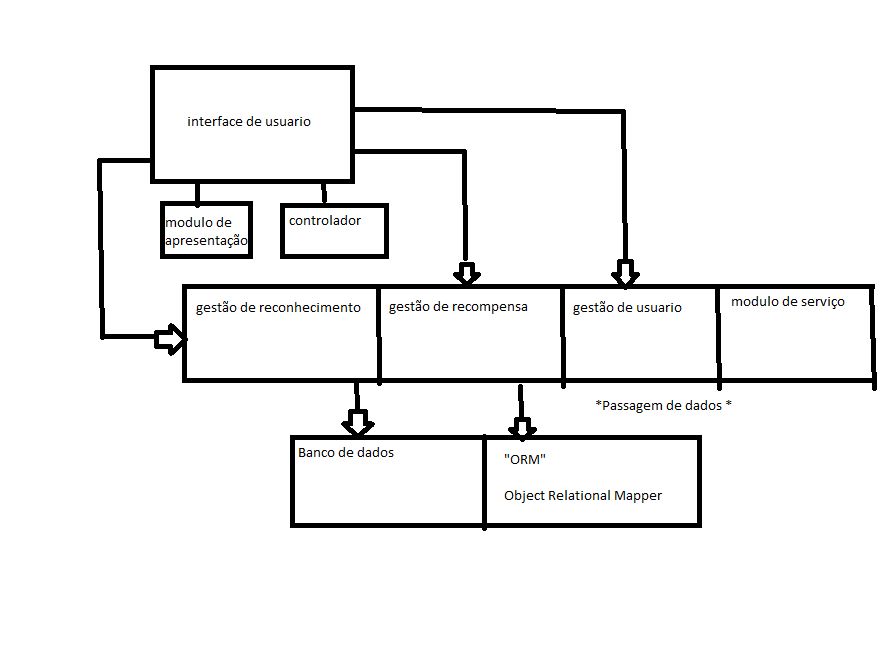 interface de usuario
modulo de
apresentação
controlador
gestão de reconhecimento
gestão de recompensa
gestão de usuario
modulo de serviço
*Passagem de dados *
Banco de dados
"ORM"
Object Relational Mapper